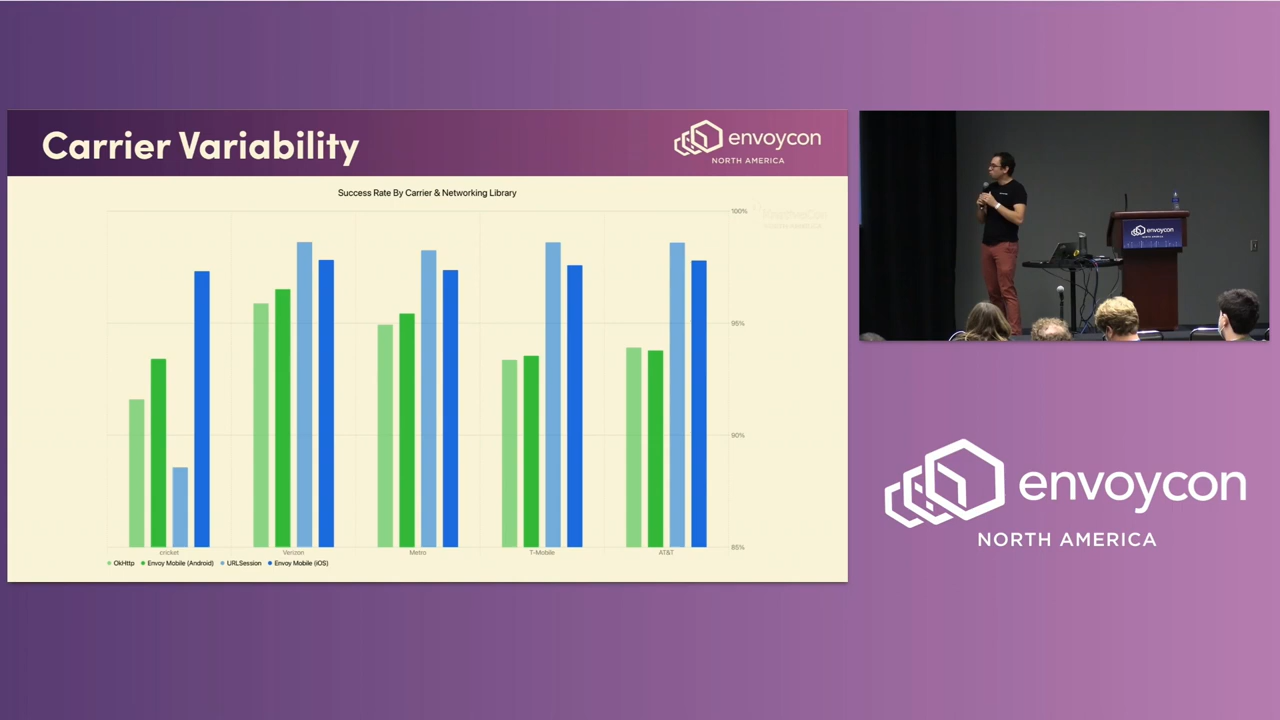 Carrier Variability
envoycon
NORTH AMERICA
Success Rate By Carrier & Networking Library
100%
95%
90%
85%
cricket
Verizon
Metro
T-Mobile
AT&T
OkHttp
Envoy Mobile (Android)
URLSession
Envoy Mobile (iOS)
envoycon
envoycon
NORTH AMERICA